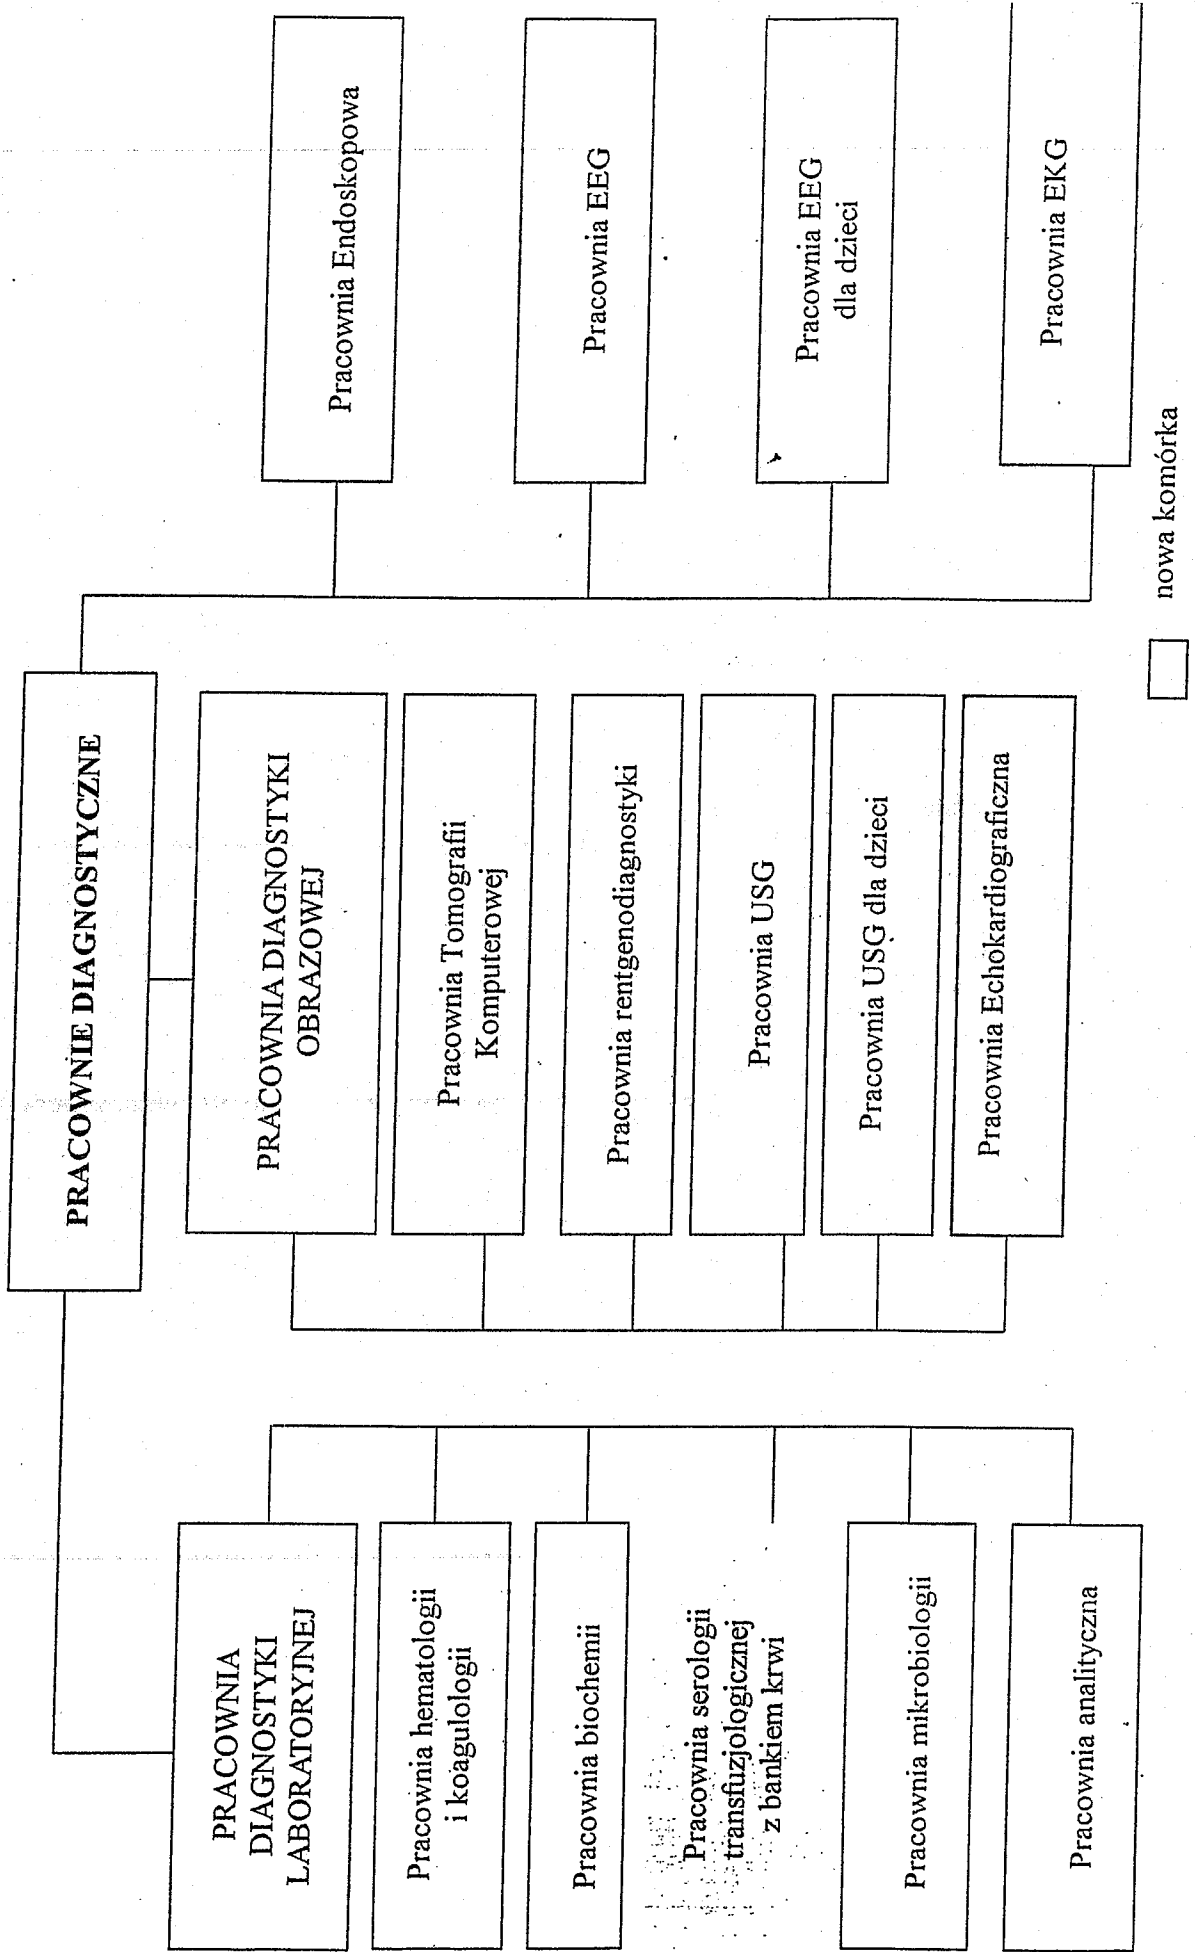 PRACOWNIE DIAGNOSTYCZNE
PRACOWNIA
DIAGNOSTYKI
LABORATORYJNEJ
Pracownia hematologii
i koagulologii
Pracownia biochemii
Pracownia serologii
transfuzjologicznej
z bankiem krwi
Pracownia mikrobiologii
Pracownia analityczna
PRACOWNIA DIAGNOSTYKI
OBRAZOWEJ
Pracownia Tomografii
Komputerowej
Pracownia rentgenodiagnostyki
Pracownia USG
Pracownia USG dla dzieci
Pracownia Echokardiograficzna
Pracownia Endoskopowa
Pracownia EEG
Pracownia EEG
dla dzieci
Pracownia EKG
nowa komórka